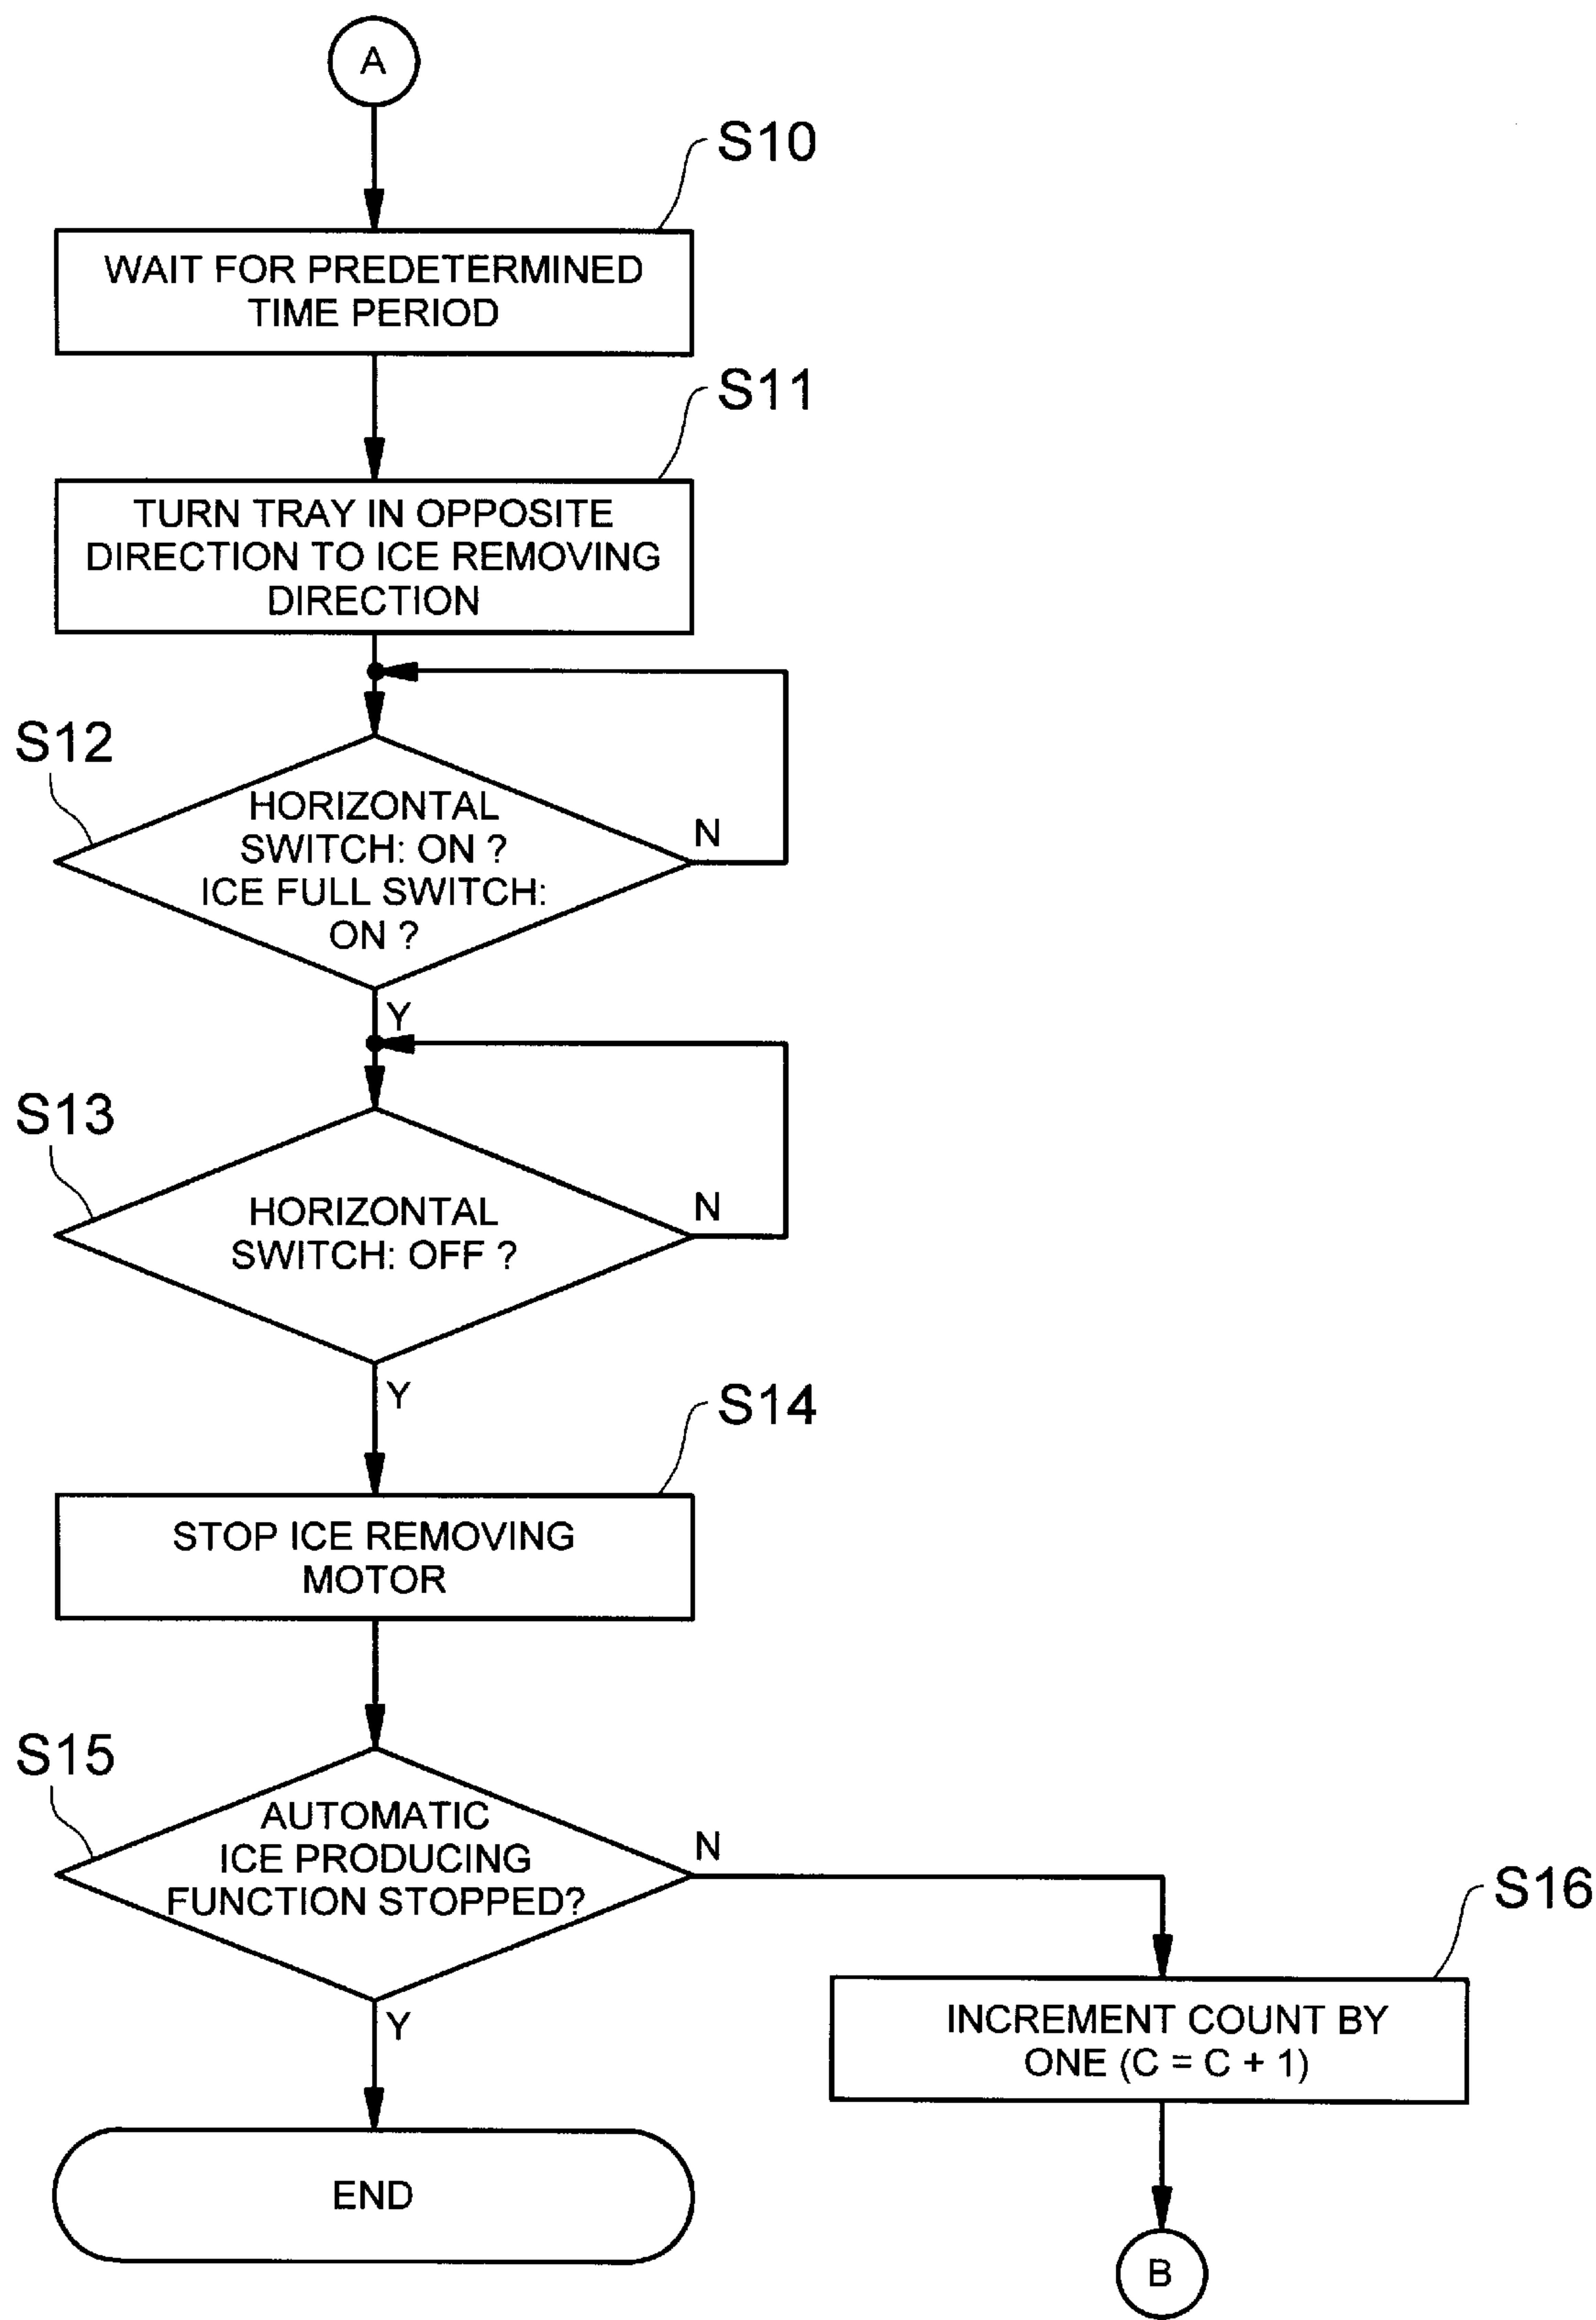 A
S10
WAIT FOR PREDETERMINED
TIME PERIOD
S11
TURN TRAY IN OPPOSITE
DIRECTION TO ICE REMOVING
DIRECTION
S12
HORIZONTAL
SWITCH: ON ?
ICE FULL SWITCH:
ON ?
N
Y
S13
HORIZONTAL
SWITCH: OFF ?
N
Y
S14
STOP ICE REMOVING
MOTOR
S15
AUTOMATIC
ICE PRODUCING
FUNCTION STOPPED?
N
Y
S16
INCREMENT COUNT BY
ONE (C = C + 1)
END
B